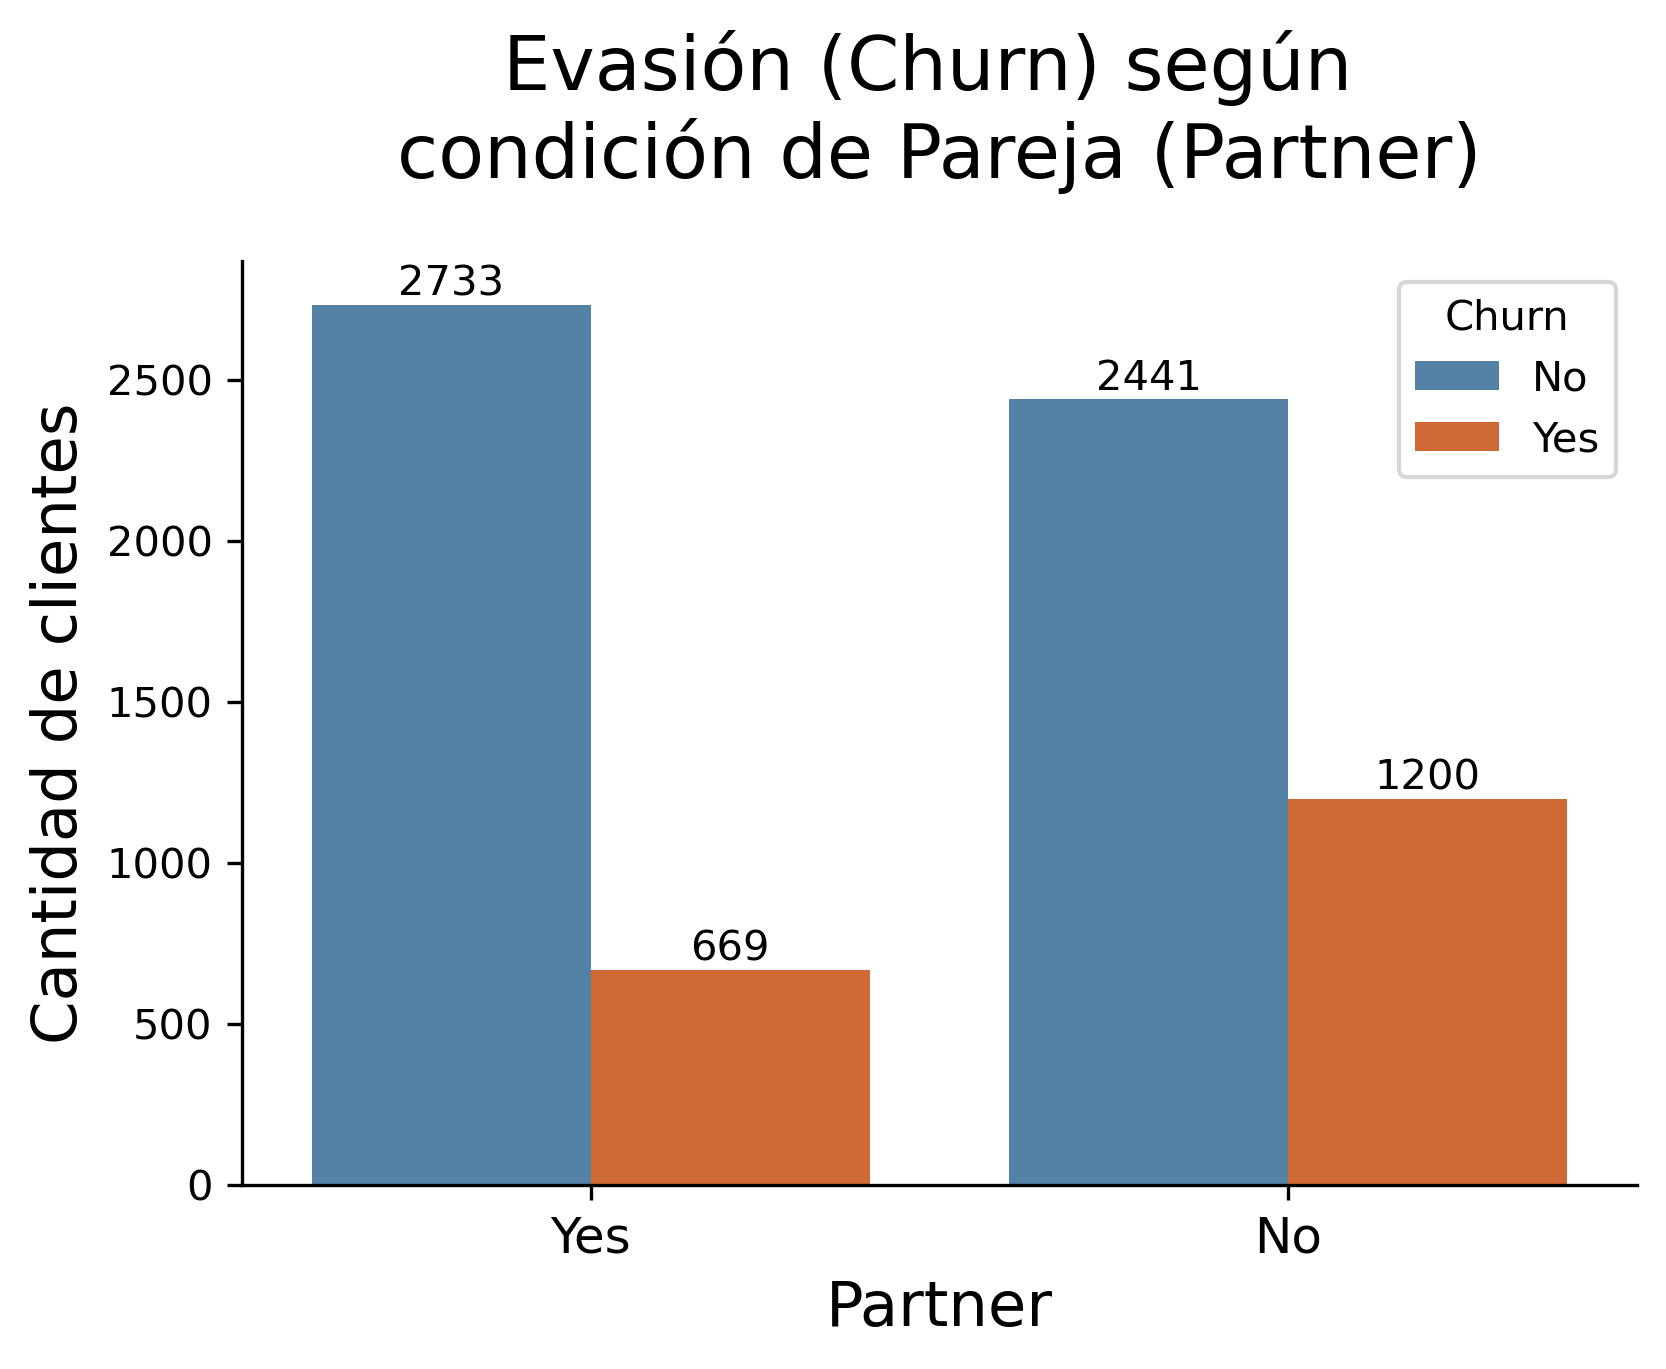 Evasión (Churn) según
condición de Pareja (Partner)
Cantidad de clientes
2500
2000
1500
1000
500
0
2733
669
2441
1200
Churn
No
Yes
Yes
No
Partner